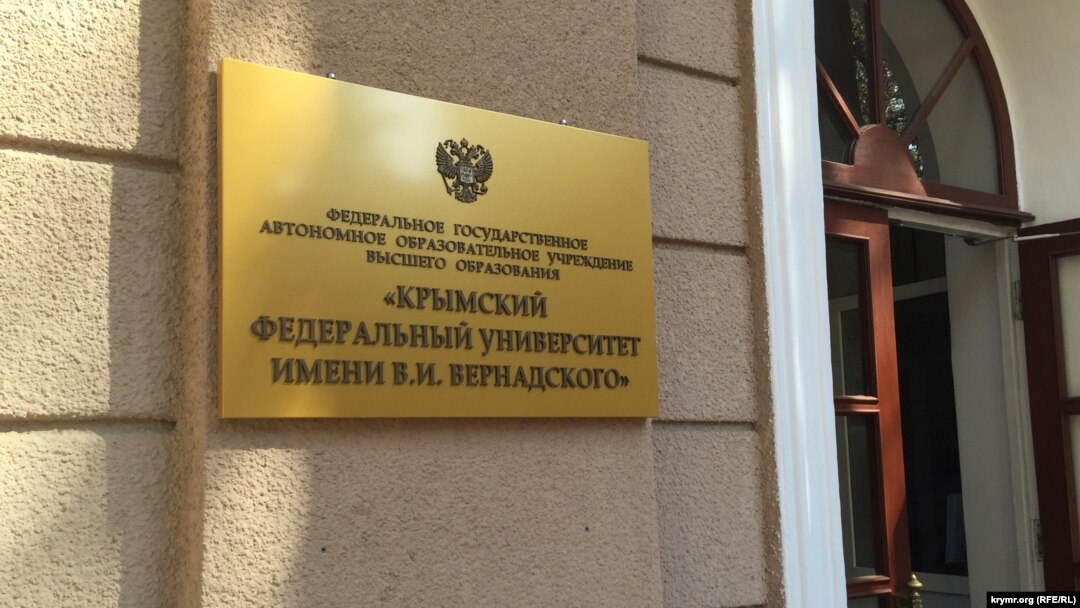 ФЕДЕРАЛЬНОЕ ГОСУДАРСТВЕННОЕ
АВТОНОМНОЕ ОБРАЗОВАТЕЛЬНОЕ УЧРЕЖДЕНИЕ
ВЫСШЕГО ОБРАЗОВАНИЯ
«КРЫМСКИЙ
ФЕДЕРАЛЬНЫЙ УНИВЕРСИТЕТ
ИМЕНИ В.И. ВЕРНАДСКОГО»
krymr.org (RFE/RL)